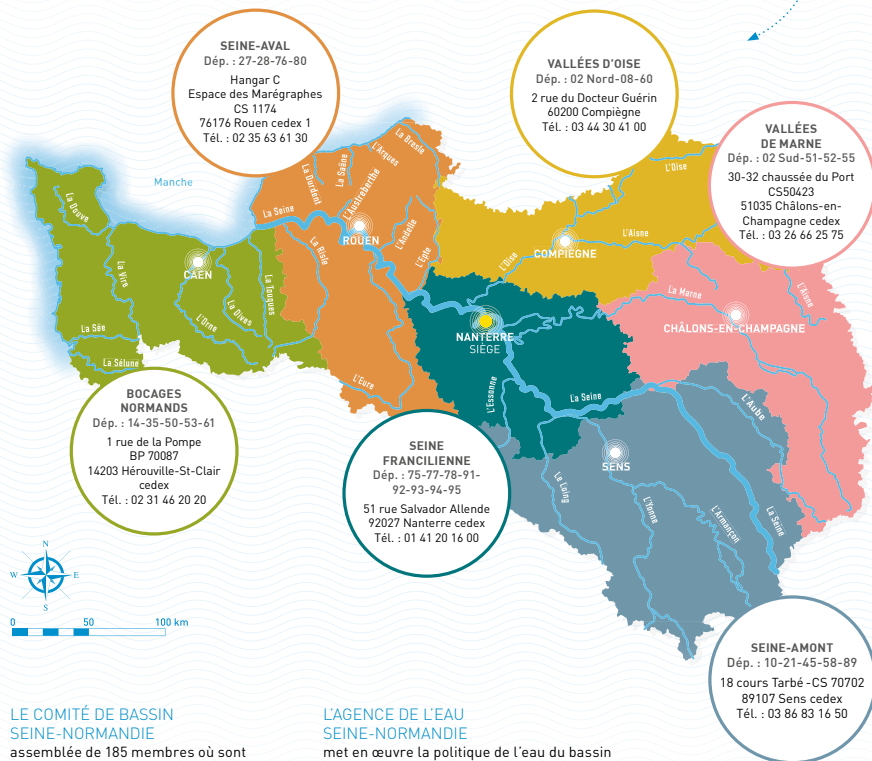 SEINE-AVAL
Dép. : 27-28-76-80
Hangar C
Espace des Marégraphes
CS 1174
76176 Rouen cedex 1
Tél. : 02 35 63 61 30
VALLÉES D'OISE
Dép. : 02 Nord-08-60
2 rue du Docteur Guérin
60200 Compiègne
Tél. : 03 44 30 41 00
VALLÉES
DE MARNE
Dép. : 02 Sud-51-52-55
30-32 chaussée du Port
CS50423
51035 Châlons-en-
Champagne cedex
Tél. : 03 26 66 25 75
Manche
La Douve
La Vire
La Sée
La Sélune
CAEN
L'Orne
La Dives
La Touques
La Seine
La Durdent
La Saâne
L'Arques
La Bresle
L'Austreberthe
ROUEN
La Risle
L'Andelle
L'Epte
L'Eure
L'Oise
L'Oise
L'Aisne
COMPIÈGNE
La Marne
L'Aisne
CHÂLONS-EN-CHAMPAGNE
NANTERRE
SIÈGE
L'Essonne
La Seine
L'Aube
SENS
Le Loing
L'Yonne
L'Armançon
La Seine
BOCAGES
NORMANDS
Dép. : 14-35-50-53-61
1 rue de la Pompe
BP 70087
14203 Hérouville-St-Clair
cedex
Tél. : 02 31 46 20 20
SEINE
FRANCILIENNE
Dép. : 75-77-78-91-
92-93-94-95
51 rue Salvador Allende
92027 Nanterre cedex
Tél. : 01 41 20 16 00
SEINE-AMONT
Dép. : 10-21-45-58-89
18 cours Tarbé -CS 70702
89107 Sens cedex
Tél. : 03 86 83 16 50
N
W E
S
0 50 100 km
LE COMITÉ DE BASSIN
SEINE-NORMANDIE
assemblée de 185 membres où sont
L'AGENCE DE L'EAU
SEINE-NORMANDIE
met en œuvre la politique de l'eau du bassin